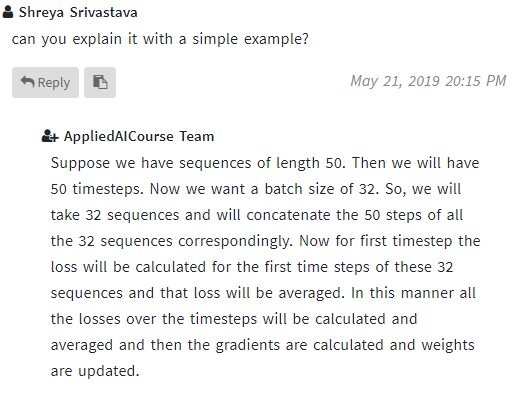 Shreya Srivastava
can you explain it with a simple example?
Reply
May 21, 2019 20:15 PM
AppliedAICourse Team
Suppose we have sequences of length 50. Then we will have
50 timesteps. Now we want a batch size of 32. So, we will
take 32 sequences and will concatenate the 50 steps of all
the 32 sequences correspondingly. Now for first timestep the
loss will be calculated for the first time steps of these 32
sequences and that loss will be averaged. In this manner all
the losses over the timesteps will be calculated and
averaged and then the gradients are calculated and weights
are updated.